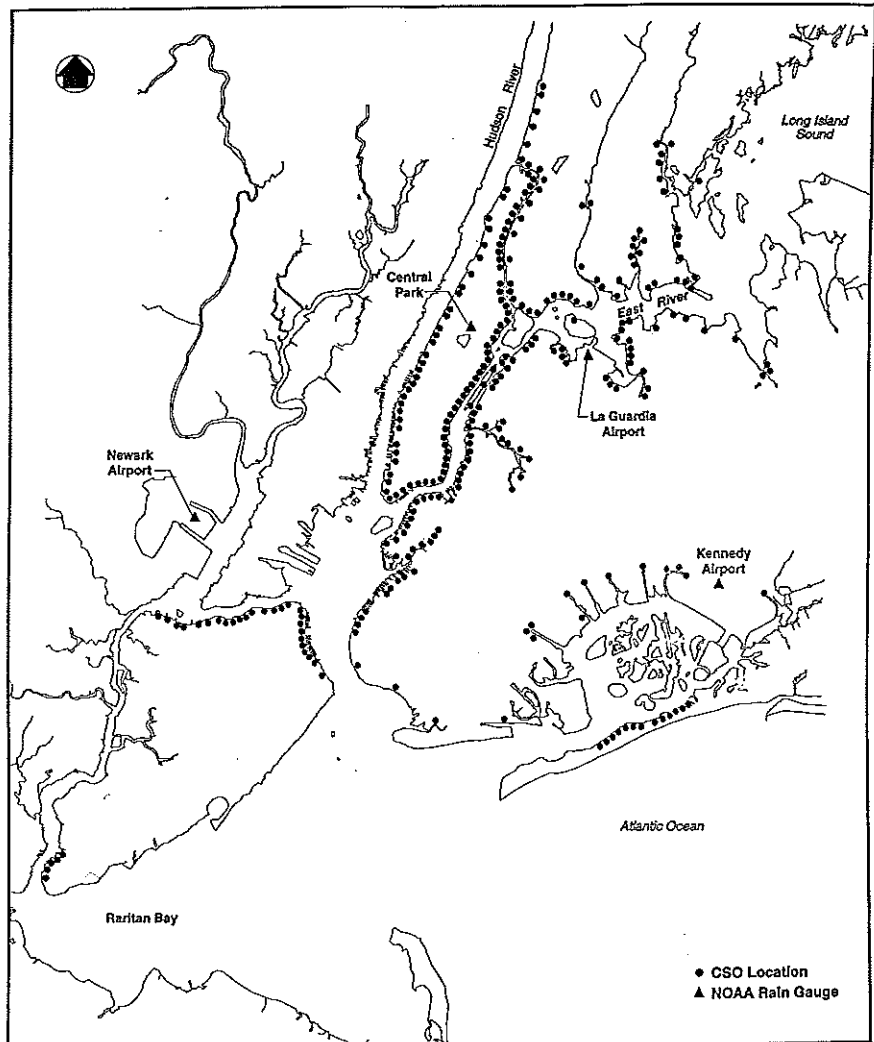 Hudson River
Long Island
Sound
Central
Park
East River
La Guardia
Airport
Newark
Airport
Kennedy
Airport
Atlantic Ocean
Raritan Bay
CSO Location
NOAA Rain Gauge